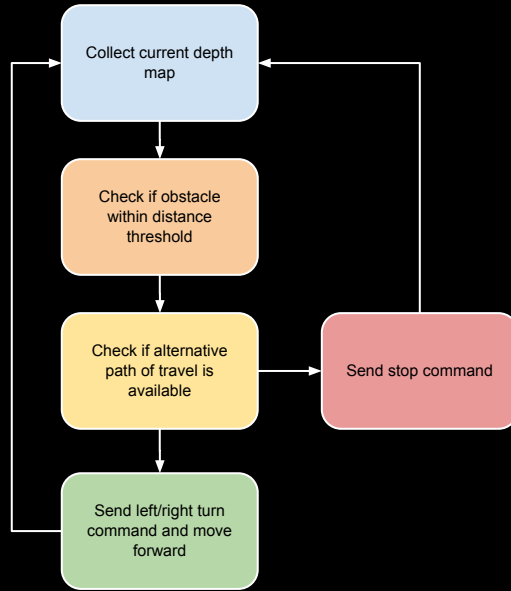 Collect current depth
map
Check if obstacle
within distance
threshold
Check if alternative
path of travel is
available
Send stop command
Send left/right turn
command and move
forward